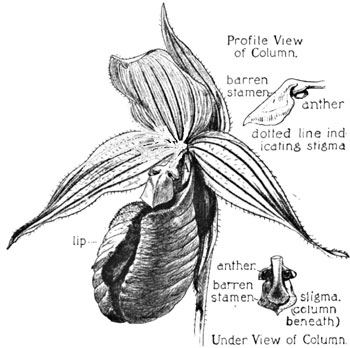 Profile View
of Column.
barren
stamen
anther
dotted line ind-
icating stigma
lip
anther.
barren
stamen
stigma.
(column
beneath)
Under View of Column.